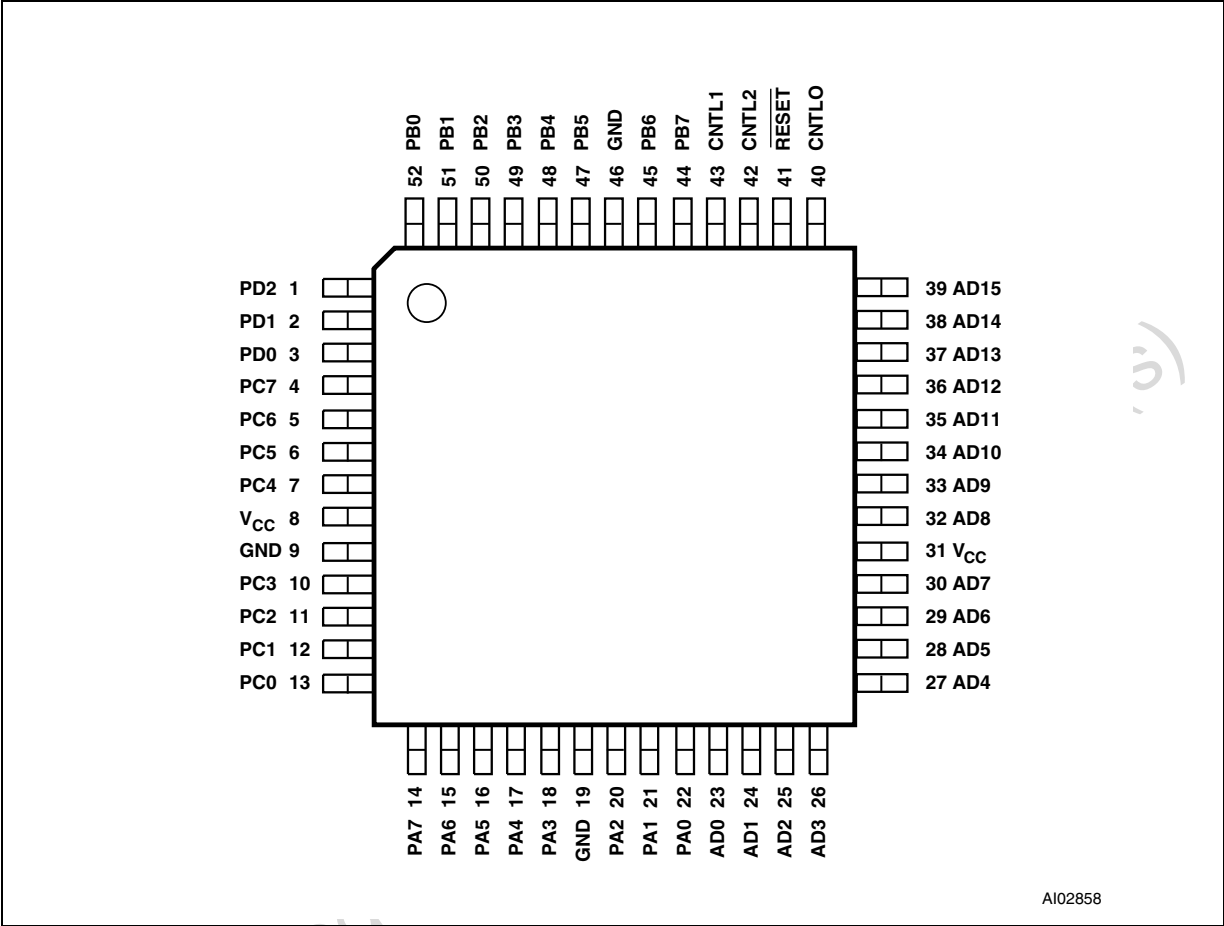 52 PB0
51 PB1
50 PB2
49 PB3
48 PB4
47 PB5
46 GND
45 PB6
44 PB7
43 CNTL1
42 CNTL2
41 RESET
40 CNTLO
PD2 1
PD1 2
PD0 3
PC7 4
PC6 5
PC5 6
PC4 7
VCC 8
GND 9
PC3 10
PC2 11
PC1 12
PC0 13
39 AD15
38 AD14
37 AD13
36 AD12
35 AD11
34 AD10
33 AD9
32 AD8
31 VCC
30 AD7
29 AD6
28 AD5
27 AD4
PA7 14
PA6 15
PA5 16
PA4 17
PA3 18
GND 19
PA2 20
PA1 21
PA0 22
AD0 23
AD1 24
AD2 25
AD3 26
AI02858